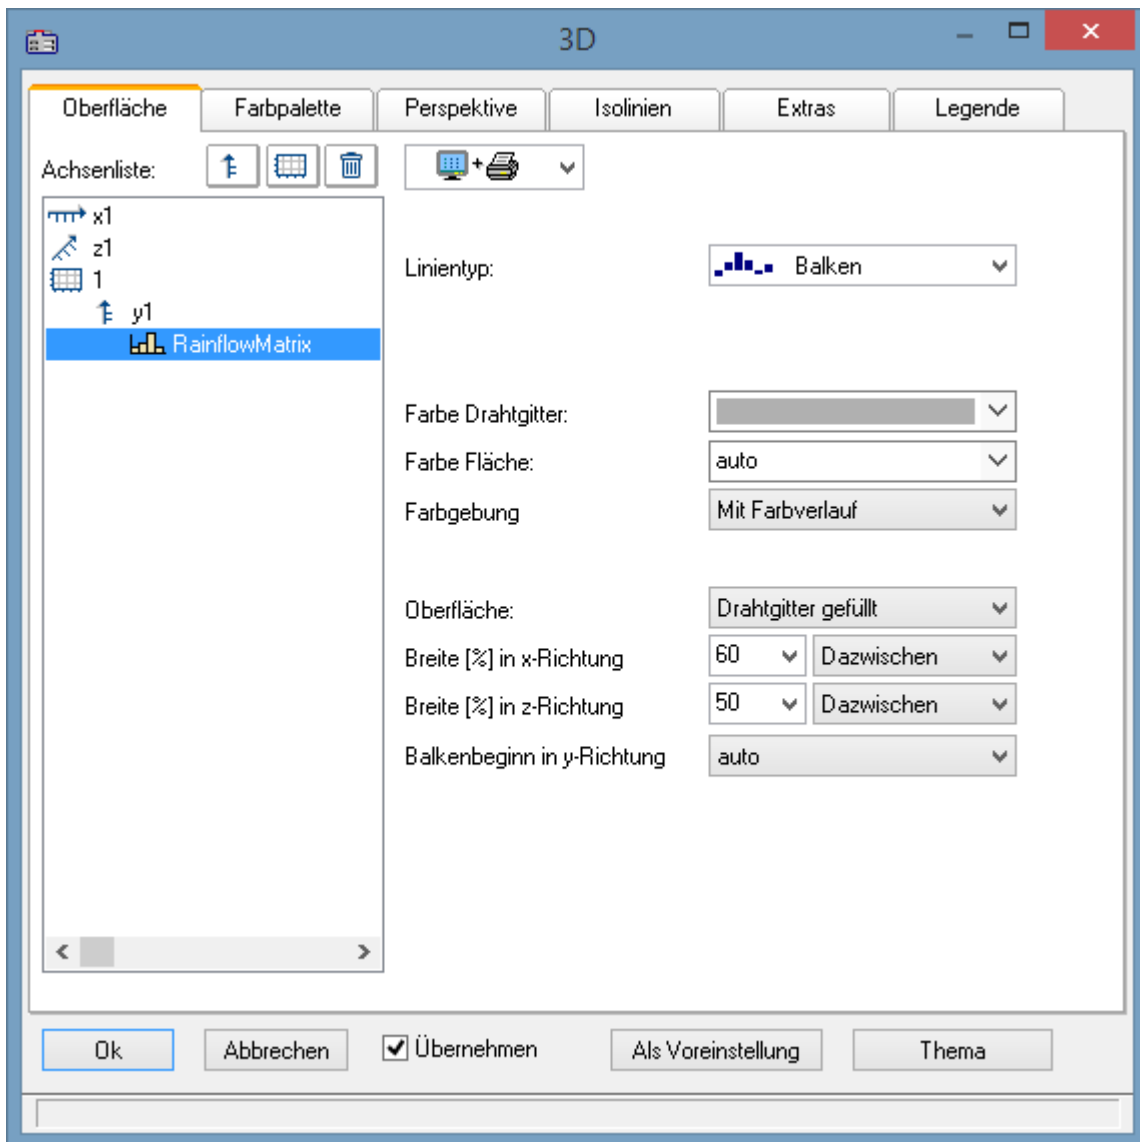 3D
Oberfläche Farbpalette Perspektive Isolinien Extras Legende
Achsenliste:
x1
z1
1
y1
RainflowMatrix
Linientyp: Balken
Farbe Drahtgitter:
Farbe Fläche: auto
Farbgebung Mit Farbverlauf
Oberfläche: Drahtgitter gefüllt
Breite [%] in x-Richtung 60 Dazwischen
Breite [%] in z-Richtung 50 Dazwischen
Balkenbeginn in y-Richtung auto
Ok Abbrechen Übernehmen Als Voreinstellung Thema